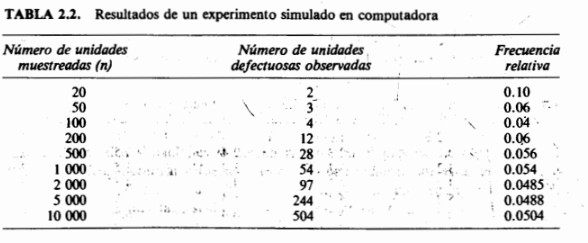 TABLA 2.2. Resultados de un experimento simulado en computadora
Número de unidades muestreadas (n) Número de unidades defectuosas observadas Frecuencia relativa
20 2 0.10
50 3 0.06
100 4 0.04
200 12 0.06
500 28 0.056
1 000 54 0.054
2 000 97 0.0485
5 000 244 0.0488
10 000 504 0.0504